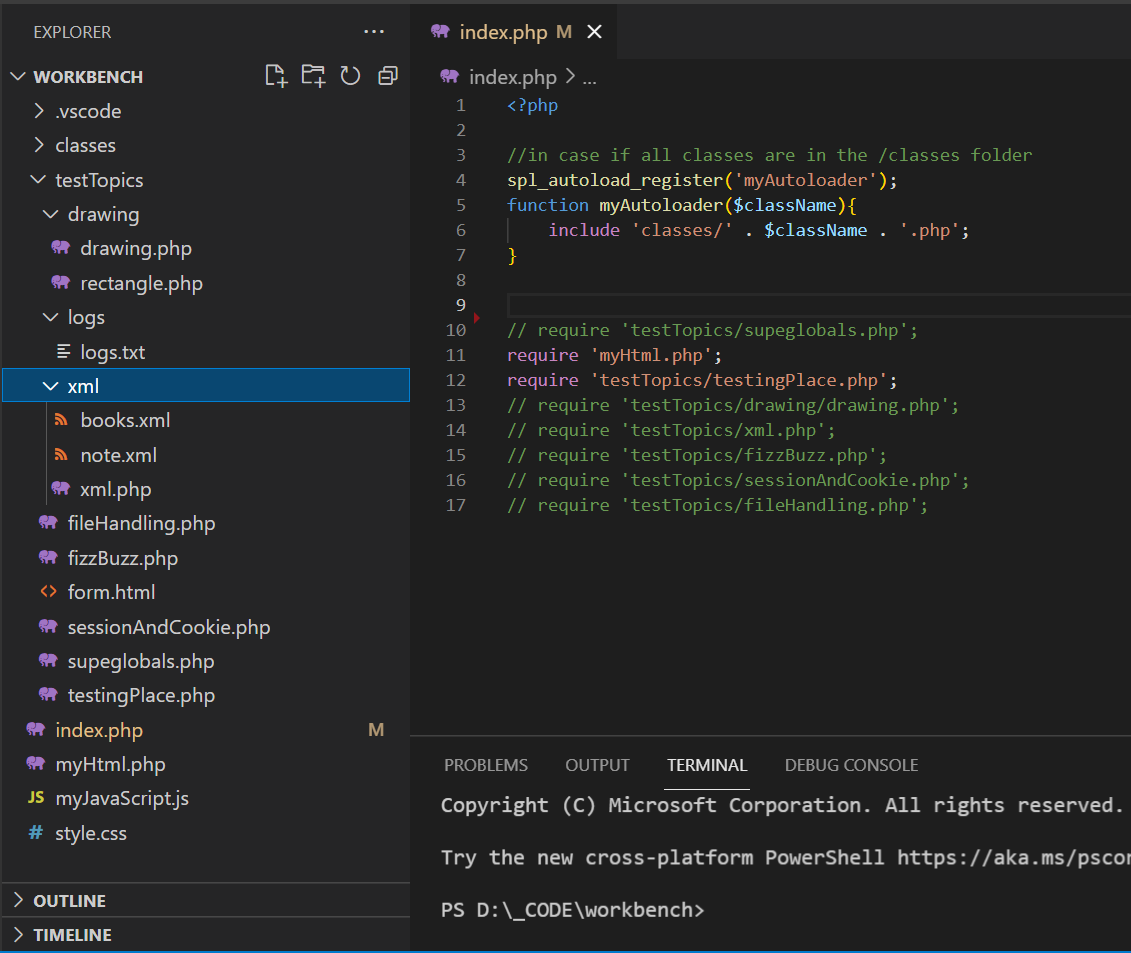 EXPLORER
WORKBENCH
.vscode
classes
testTopics
drawing
drawing.php
rectangle.php
logs
logs.txt
xml
books.xml
note.xml
xml.php
fileHandling.php
fizzBuzz.php
form.html
sessionAndCookie.php
supeglobals.php
testingPlace.php
index.php M
myHtml.php
JS myJavaScript.js
# style.css
OUTLINE
TIMELINE
index.php M
index.php > ...
1 <?php
2
3 //in case if all classes are in the /classes folder
4 spl_autoload_register('myAutoloader');
5 function myAutoloader($className){
6     include 'classes/' . $className . '.php';
7 }
8
9
10 // require 'testTopics/supeglobals.php';
11 require 'myHtml.php';
12 require 'testTopics/testingPlace.php';
13 // require 'testTopics/drawing/drawing.php';
14 // require 'testTopics/xml.php';
15 // require 'testTopics/fizzBuzz.php';
16 // require 'testTopics/sessionAndCookie.php';
17 // require 'testTopics/fileHandling.php';
PROBLEMS OUTPUT TERMINAL DEBUG CONSOLE
Copyright (C) Microsoft Corporation. All rights reserved.
Try the new cross-platform PowerShell https://aka.ms/pscor
PS D:\_CODE\workbench>